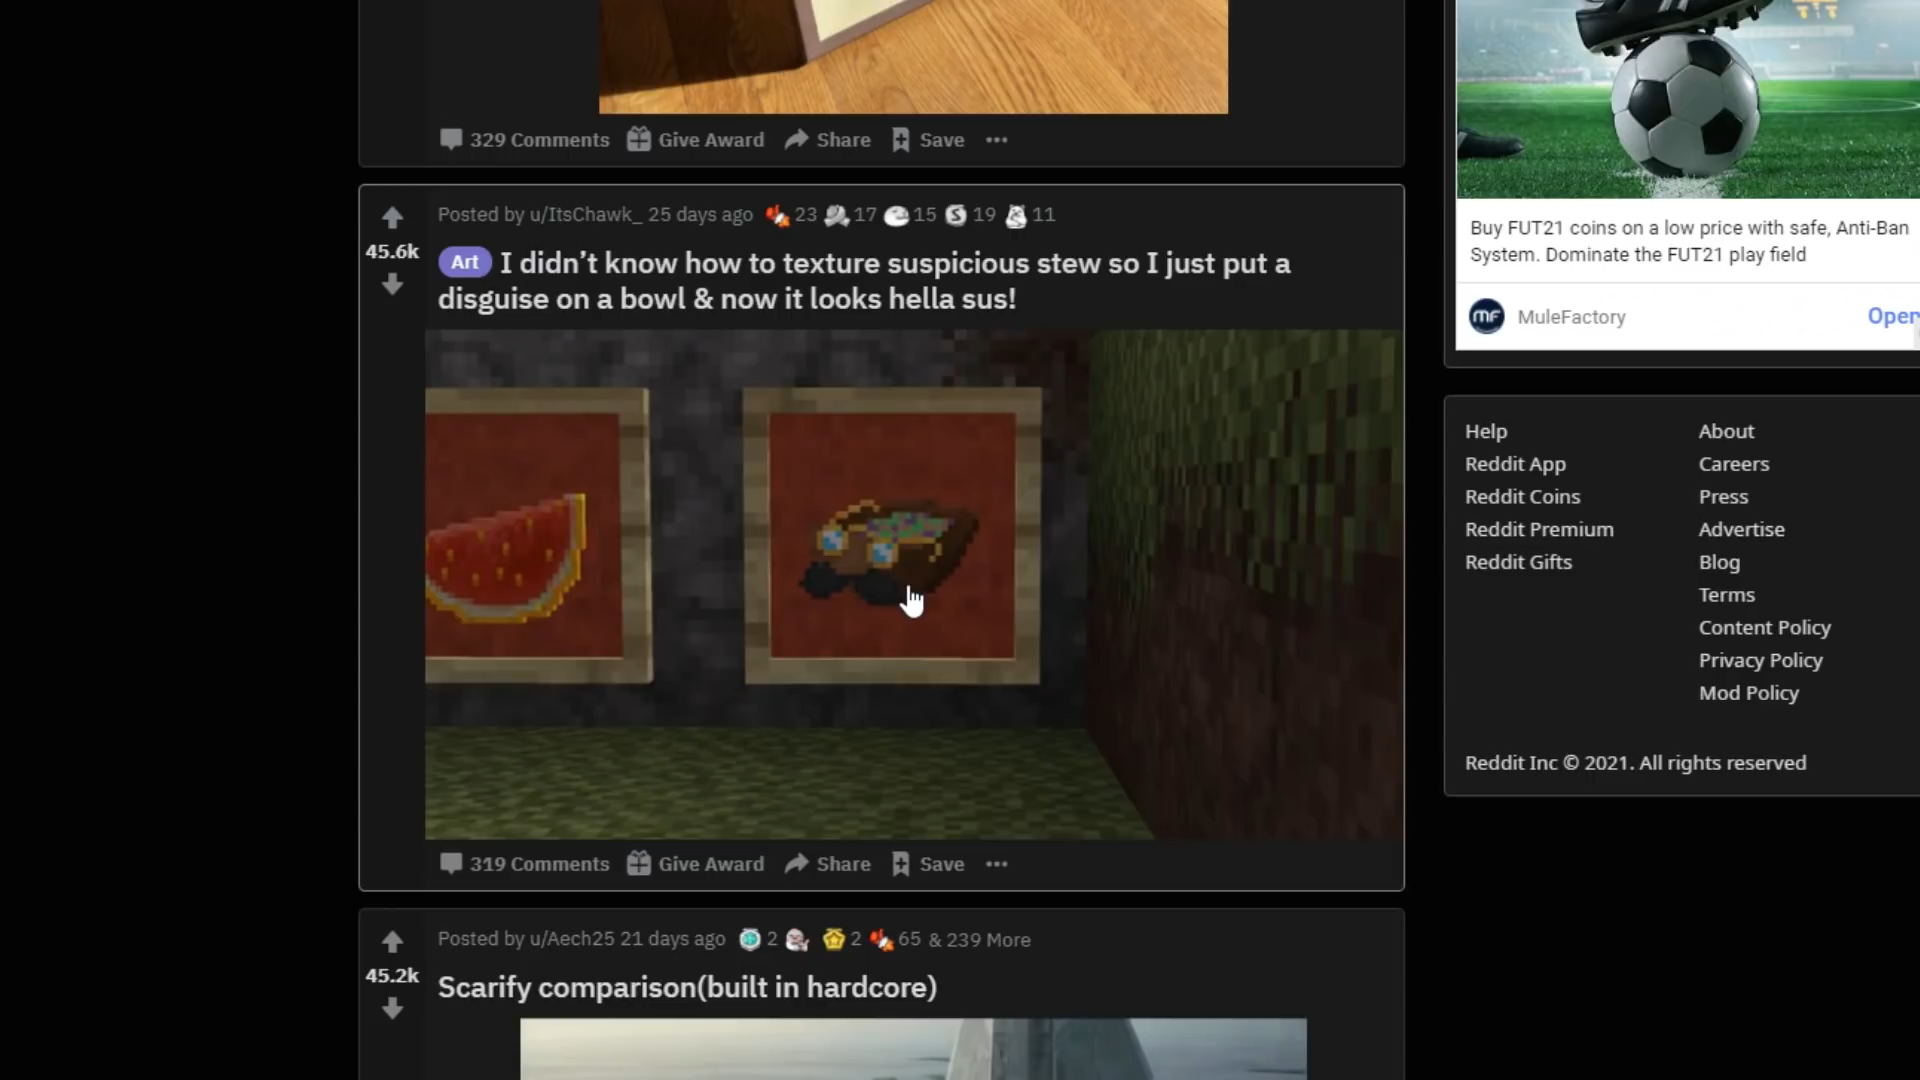 329 Comments Give Award Share Save
Posted by u/ItsChawk_ 25 days ago 23 17 15 S 19 11
45.6k
Art I didn’t know how to texture suspicious stew so I just put a
disguise on a bowl & now it looks hella sus!
319 Comments Give Award Share Save
Posted by u/Aech25 21 days ago 2 2 65 & 239 More
45.2k
Scarify comparison(built in hardcore)
Buy FUT21 coins on a low price with safe, Anti-Ban
System. Dominate the FUT21 play field
MF MuleFactory Open
Help About
Reddit App Careers
Reddit Coins Press
Reddit Premium Advertise
Reddit Gifts Blog
Terms
Content Policy
Privacy Policy
Mod Policy
Reddit Inc © 2021. All rights reserved